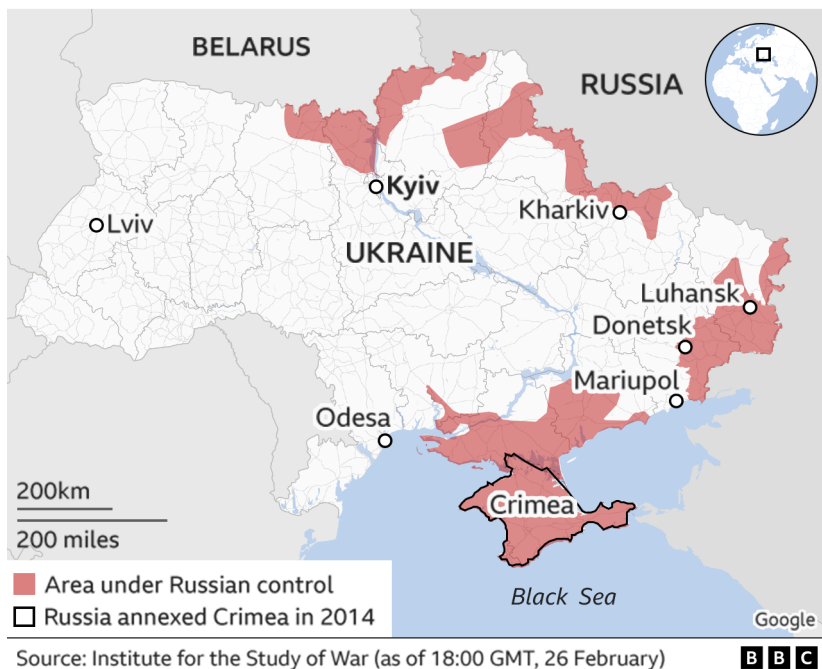 BELARUS
RUSSIA
Kyiv
Lviv
Kharkiv
UKRAINE
Luhansk
Donetsk
Mariupol
Odesa
200km
200 miles
Crimea
Area under Russian control
Russia annexed Crimea in 2014
Black Sea
Google
Source: Institute for the Study of War (as of 18:00 GMT, 26 February)
BBC